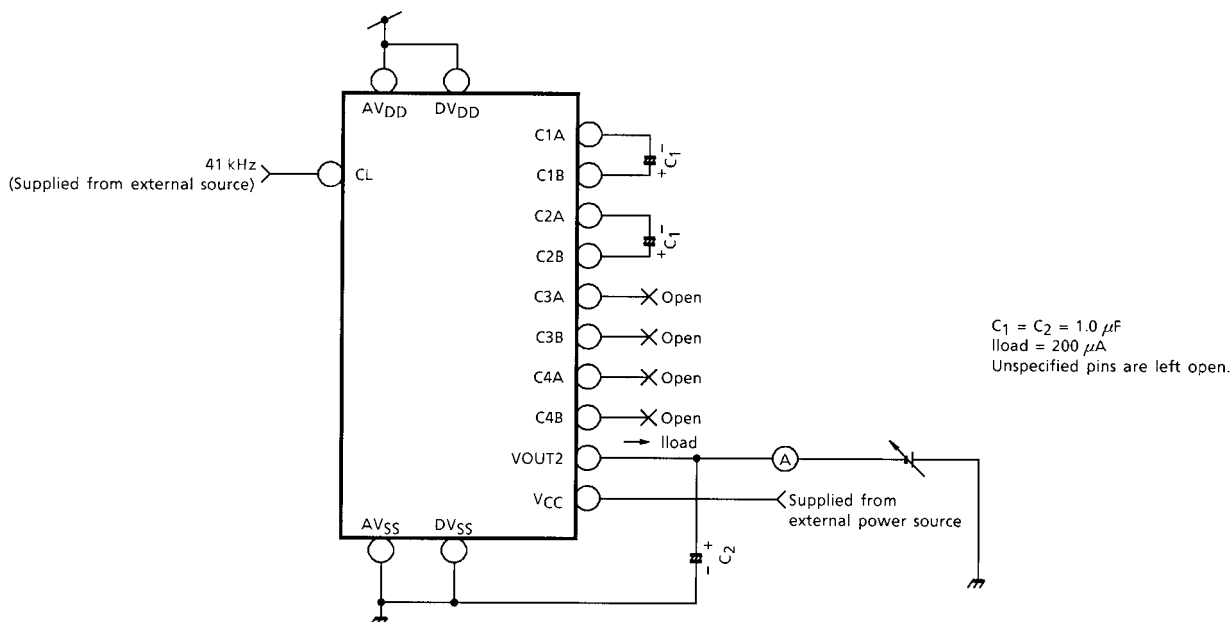 AVDD DVDD
41 kHz
(Supplied from external source)
CL
C1A
C1B
- + C1
C2A
C2B
- + C1
C3A Open
C3B Open
C4A Open
C4B Open
→ Iload
VOUT2
A
VCC
Supplied from
external power source
AVSS DVSS
+ - C2
C1 = C2 = 1.0 μF
Iload = 200 μA
Unspecified pins are left open.